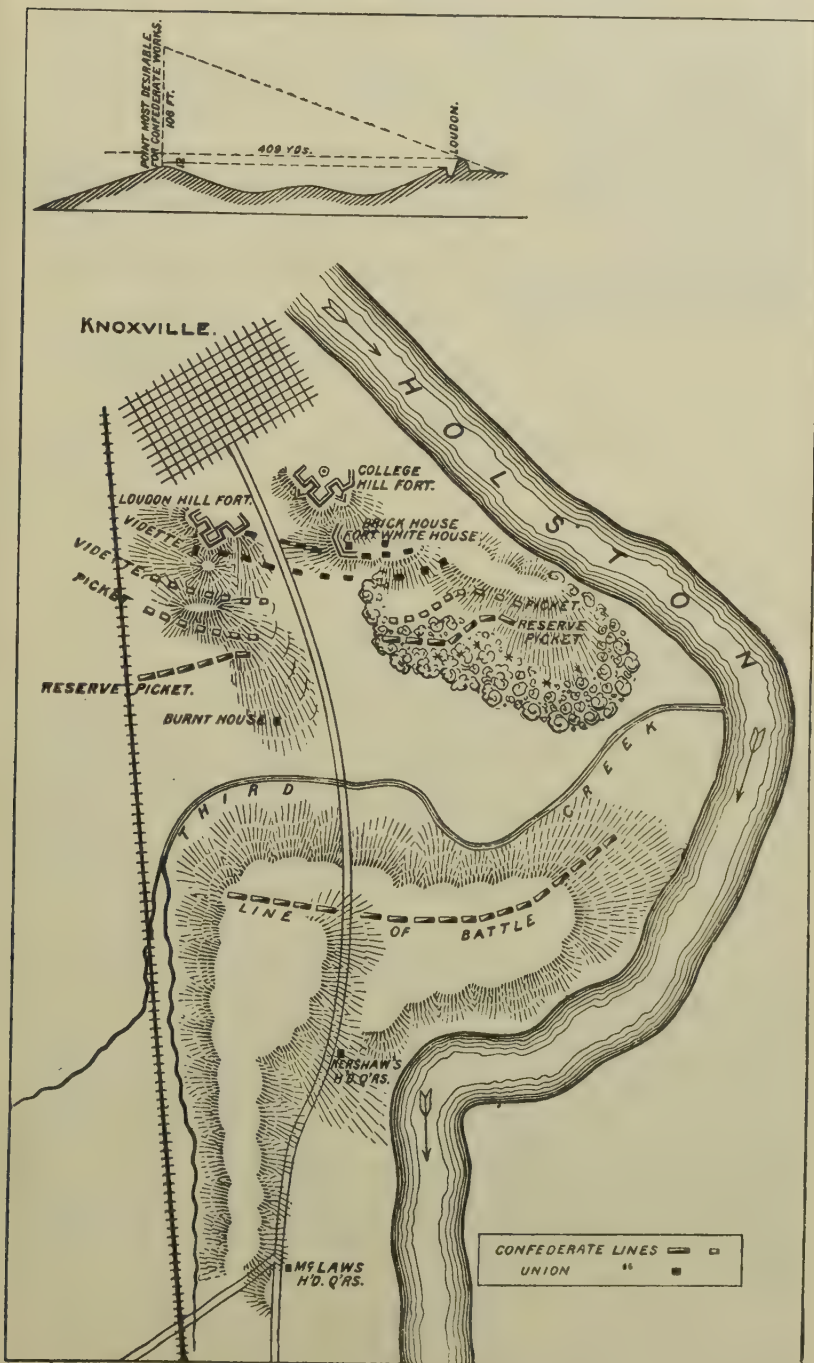 POINT MOST DESIRABLE
FOR CONFEDERATE WORKS.
108 FT.
12
409 YDS.
LOUDON.
KNOXVILLE.
HOLSTON
COLLEGE
HILL FORT.
LOUDON HILL FORT.
VIDETTE
BRICK HOUSE
FORT WHITE HOUSE
VIDETTE
PICKET
PICKET
RESERVE
PICKET
RESERVE PICKET.
BURNT HOUSE
THIRD CREEK
LINE OF BATTLE
KERSHAW'S
H'D. Q'RS.
McLAWS
H'D. Q'RS.
CONFEDERATE LINES
UNION "